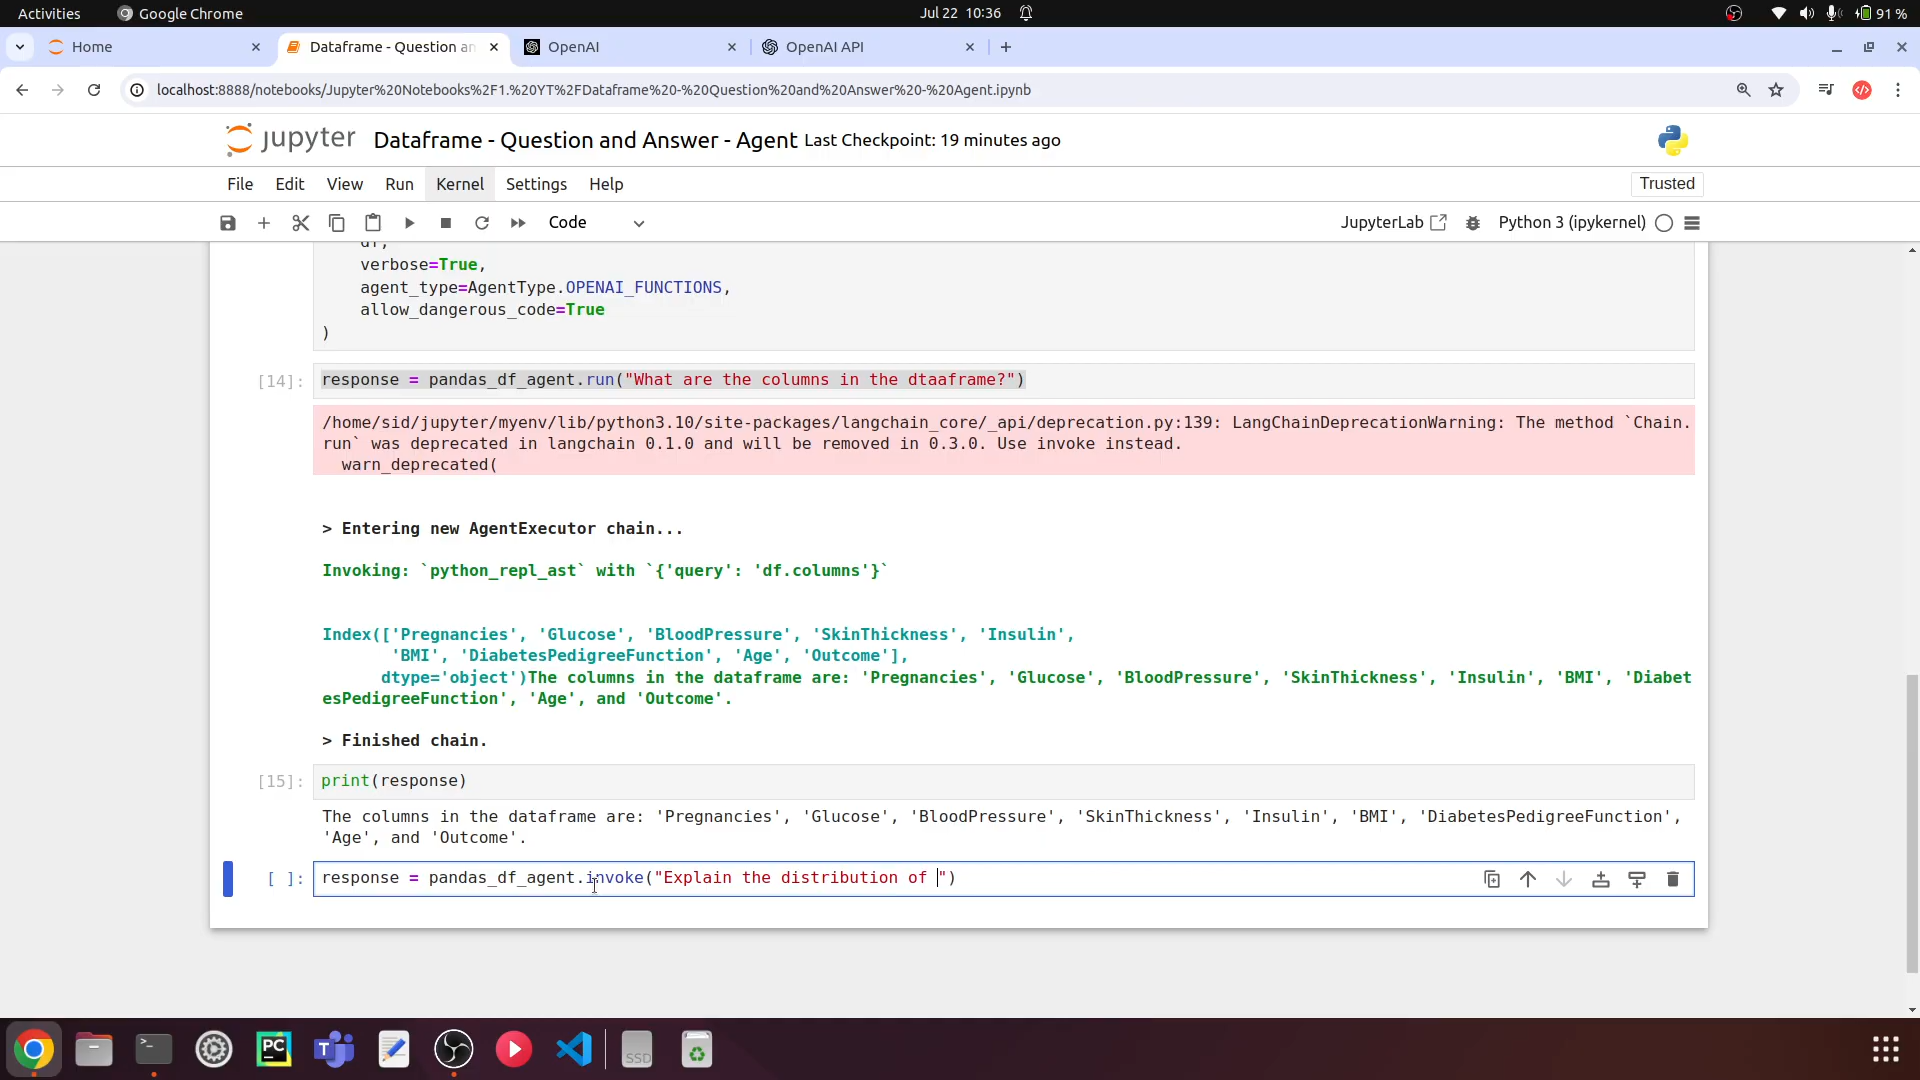 Activities
Google Chrome
Jul 22 10:36
91 %
Home
Dataframe - Question an
OpenAI
OpenAI API
localhost:8888/notebooks/Jupyter%20Notebooks%2F1.%20YT%2FDataframe%20-%20Question%20and%20Answer%20-%20Agent.ipynb
jupyter
Dataframe - Question and Answer - Agent Last Checkpoint: 19 minutes ago
File Edit View Run Kernel Settings Help
Trusted
Code
JupyterLab
Python 3 (ipykernel)
df,
verbose=True,
agent_type=AgentType.OPENAI_FUNCTIONS,
allow_dangerous_code=True
)
[14]: response = pandas_df_agent.run("What are the columns in the dtaaframe?")
/home/sid/jupyter/myenv/lib/python3.10/site-packages/langchain_core/_api/deprecation.py:139: LangChainDeprecationWarning: The method `Chain.
run` was deprecated in langchain 0.1.0 and will be removed in 0.3.0. Use invoke instead.
warn_deprecated(
> Entering new AgentExecutor chain...
Invoking: `python_repl_ast` with `{'query': 'df.columns'}`
Index(['Pregnancies', 'Glucose', 'BloodPressure', 'SkinThickness', 'Insulin',
'BMI', 'DiabetesPedigreeFunction', 'Age', 'Outcome'],
dtype='object')The columns in the dataframe are: 'Pregnancies', 'Glucose', 'BloodPressure', 'SkinThickness', 'Insulin', 'BMI', 'Diabet
esPedigreeFunction', 'Age', and 'Outcome'.
> Finished chain.
[15]: print(response)
The columns in the dataframe are: 'Pregnancies', 'Glucose', 'BloodPressure', 'SkinThickness', 'Insulin', 'BMI', 'DiabetesPedigreeFunction',
'Age', and 'Outcome'.
[ ]: response = pandas_df_agent.invoke("Explain the distribution of ")
PC
SSD